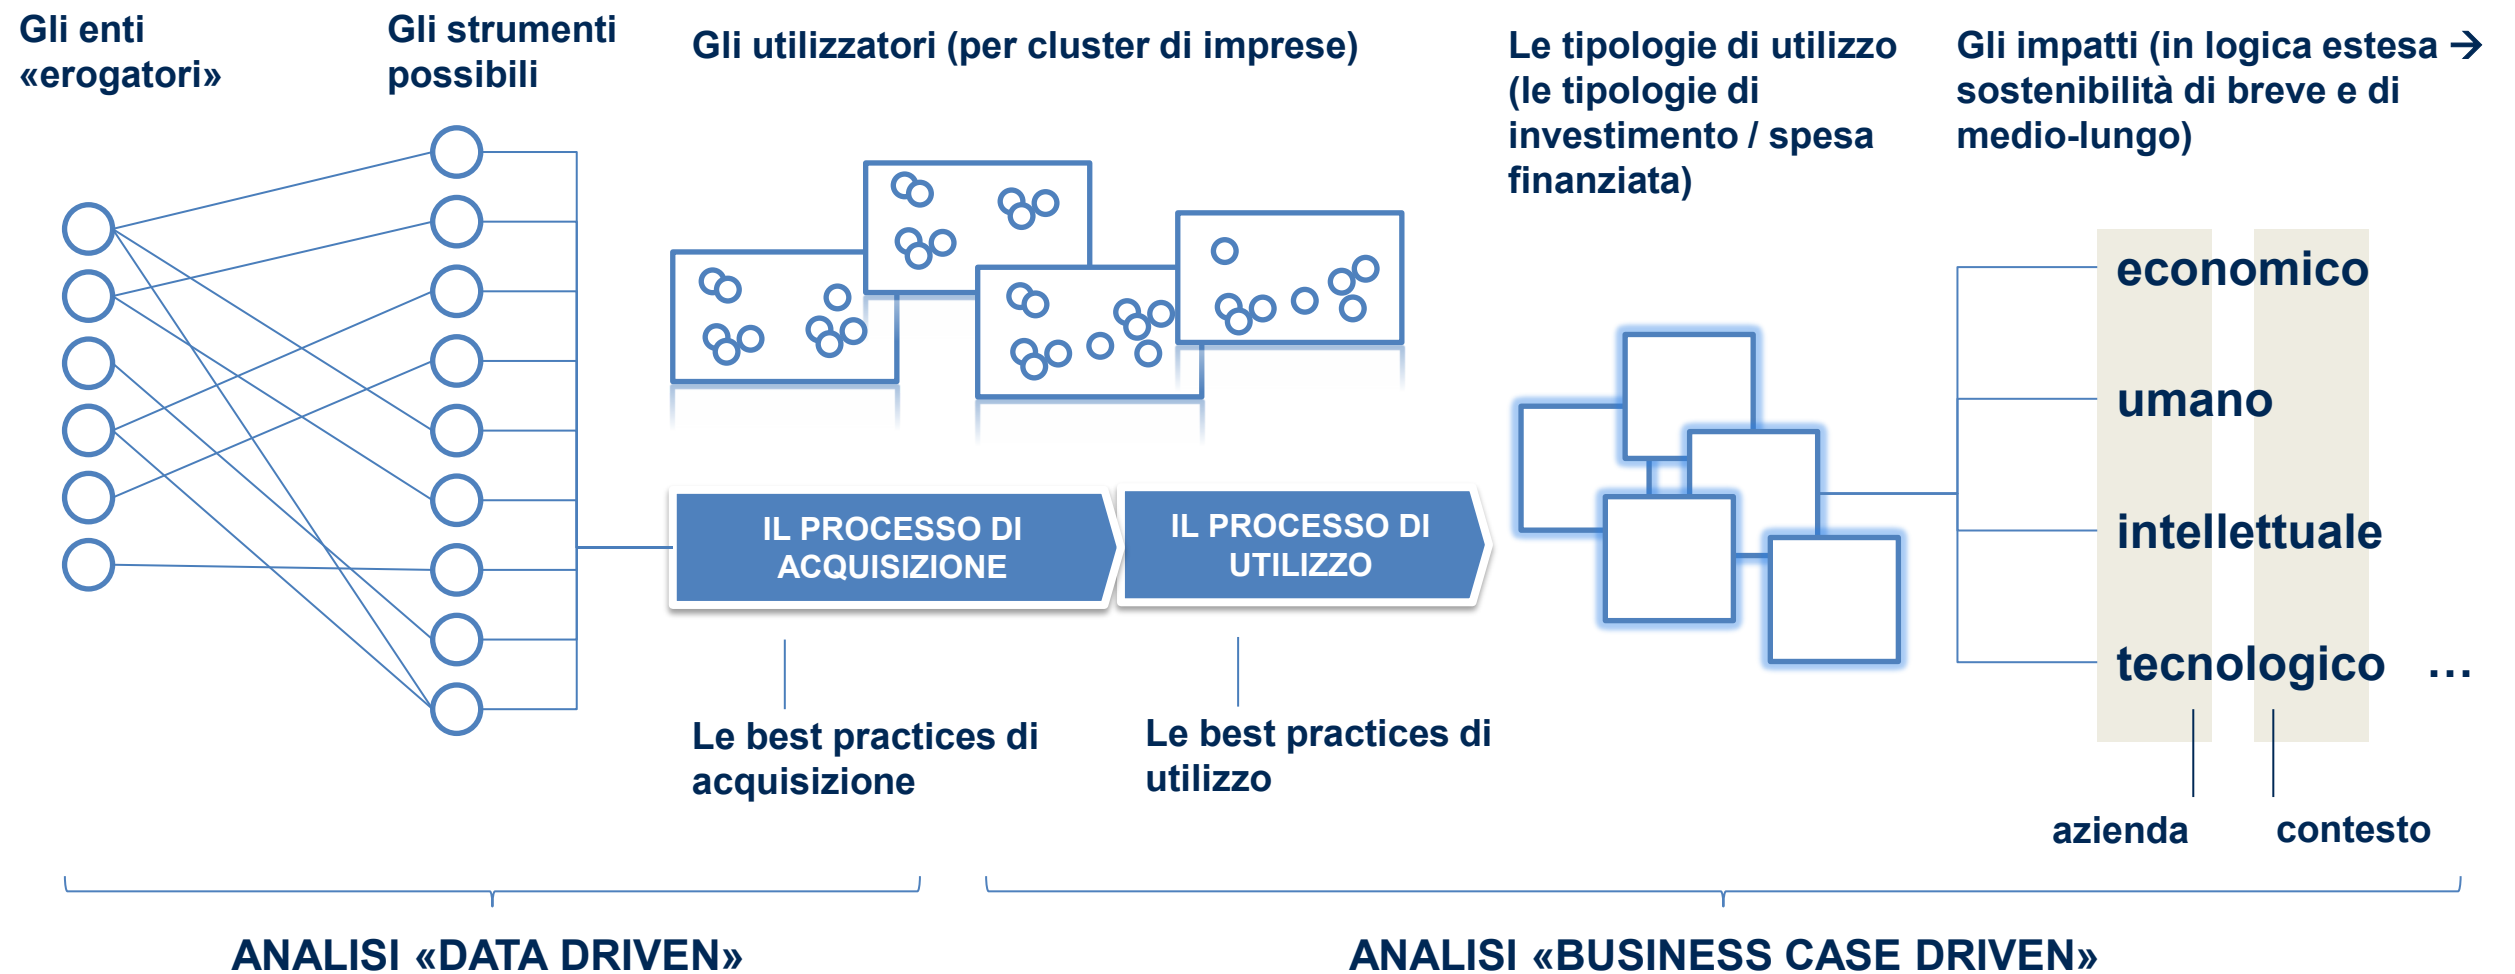 Gli enti
«erogatori»
Gli strumenti
possibili
Gli utilizzatori (per cluster di imprese)
Le tipologie di utilizzo
(le tipologie di
investimento / spesa
finanziata)
Gli impatti (in logica estesa →
sostenibilità di breve e di
medio-lungo)
economico
umano
intellettuale
tecnologico …
IL PROCESSO DI
ACQUISIZIONE
IL PROCESSO DI
UTILIZZO
Le best practices di
acquisizione
Le best practices di
utilizzo
azienda
contesto
ANALISI «DATA DRIVEN»
ANALISI «BUSINESS CASE DRIVEN»